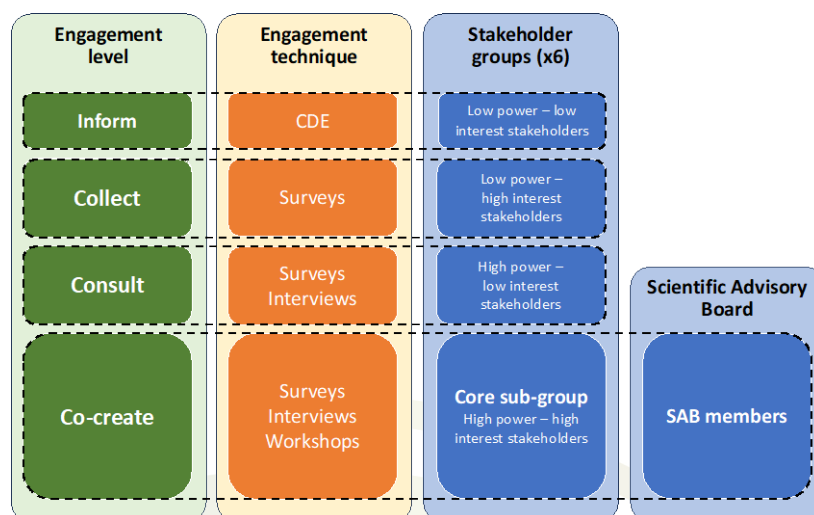 Engagement
level
Engagement
technique
Stakeholder
groups (x6)
Inform
CDE
Low power – low
interest stakeholders
Collect
Surveys
Low power –
high interest
stakeholders
Consult
Surveys
Interviews
High power –
low interest
stakeholders
Scientific Advisory
Board
Co-create
Surveys
Interviews
Workshops
Core sub-group
High power – high
interest stakeholders
SAB members